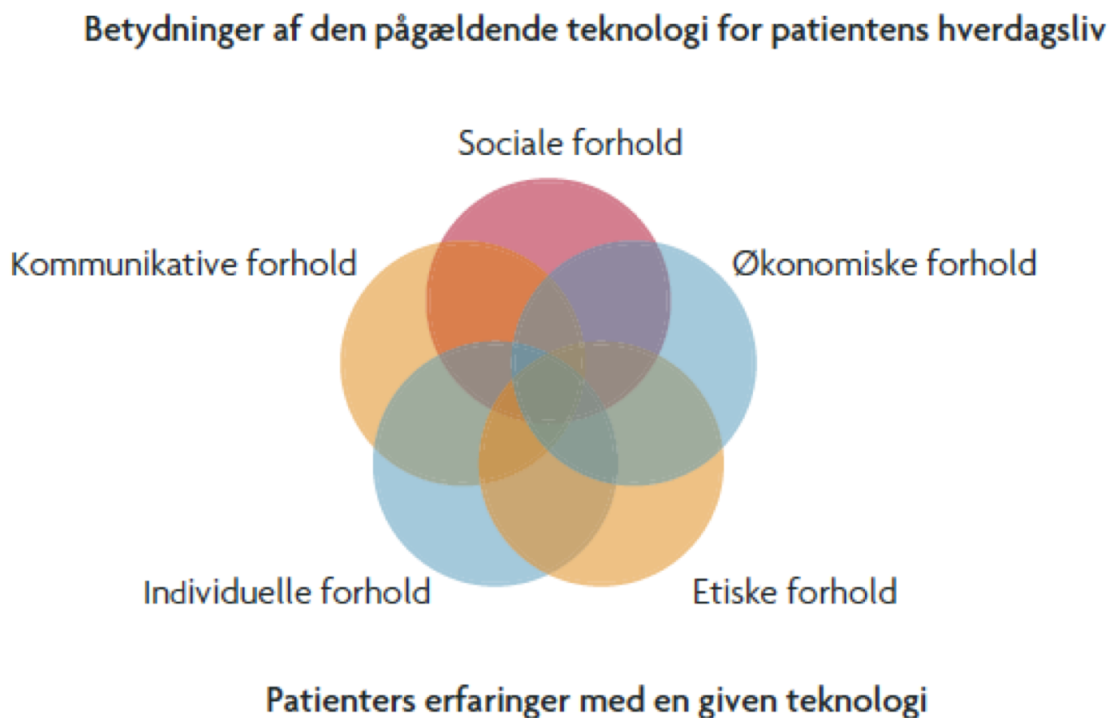 Betydninger af den pågældende teknologi for patientens hverdagsliv
Sociale forhold
Kommunikative forhold
Økonomiske forhold
Individuelle forhold
Etiske forhold
Patienters erfaringer med en given teknologi